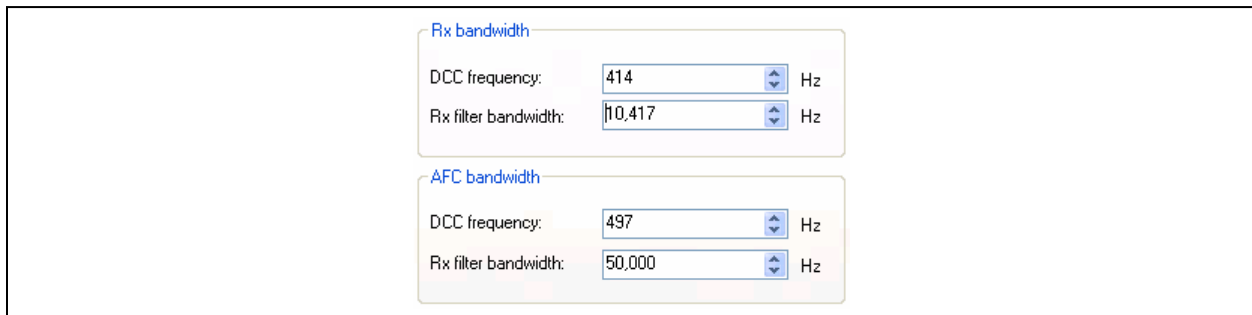 Rx bandwidth
DCC frequency: 414 Hz
Rx filter bandwidth: 10,417 Hz
AFC bandwidth
DCC frequency: 497 Hz
Rx filter bandwidth: 50,000 Hz